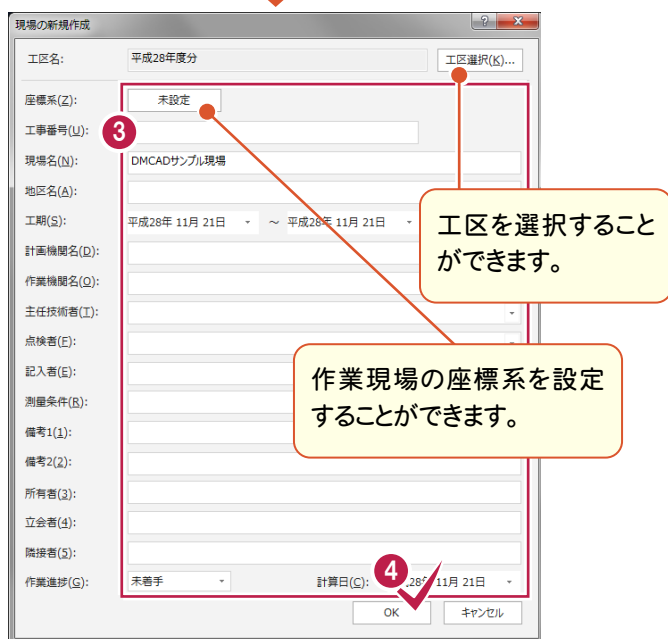 現場の新規作成
工区名: 平成28年度分 工区選択(K)...
座標系(Z): 未設定
工事番号(U): 3
現場名(N): DMCADサンプル現場
地区名(A):
工期(S): 平成28年 11月 21日 ～ 平成28年 11月 21日
工区を選択すること
ができます。
計画機関名(D):
作業機関名(O):
主任技術者(T):
点検者(F):
記入者(E):
作業現場の座標系を設定
することができます。
測量条件(R):
備考1(1):
備考2(2):
所有者(3):
立会者(4):
隣接者(5):
作業進捗(G): 未着手 計算日(C): 4 28年 11月 21日
OK キャンセル